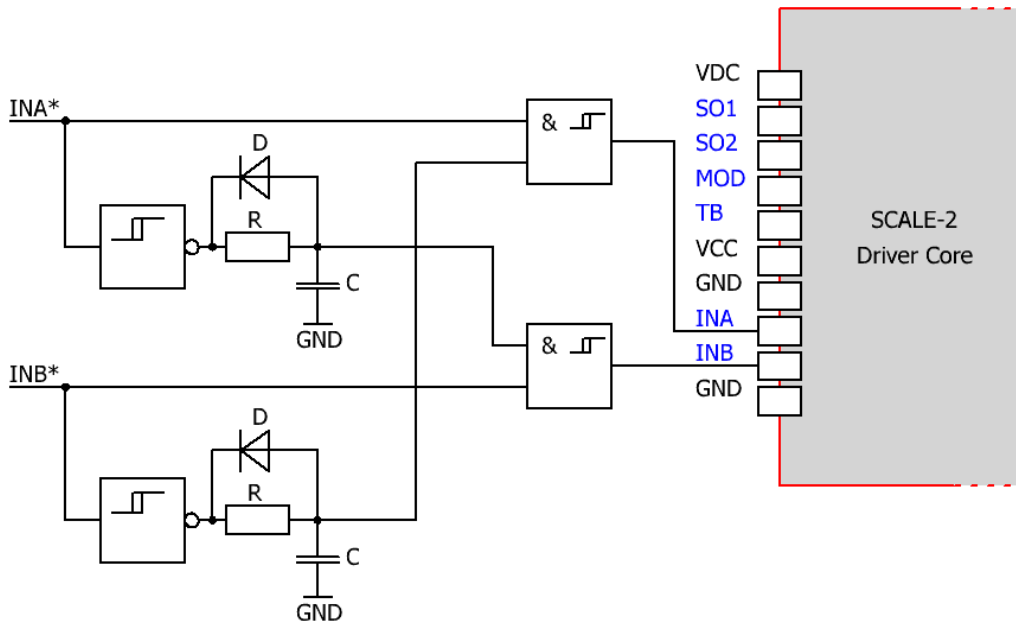 VDC
INA*
SO1
&
D
SO2
MOD
R
TB
SCALE-2
Driver Core
VCC
C
GND
GND
INA
&
INB
INB*
GND
D
R
C
GND